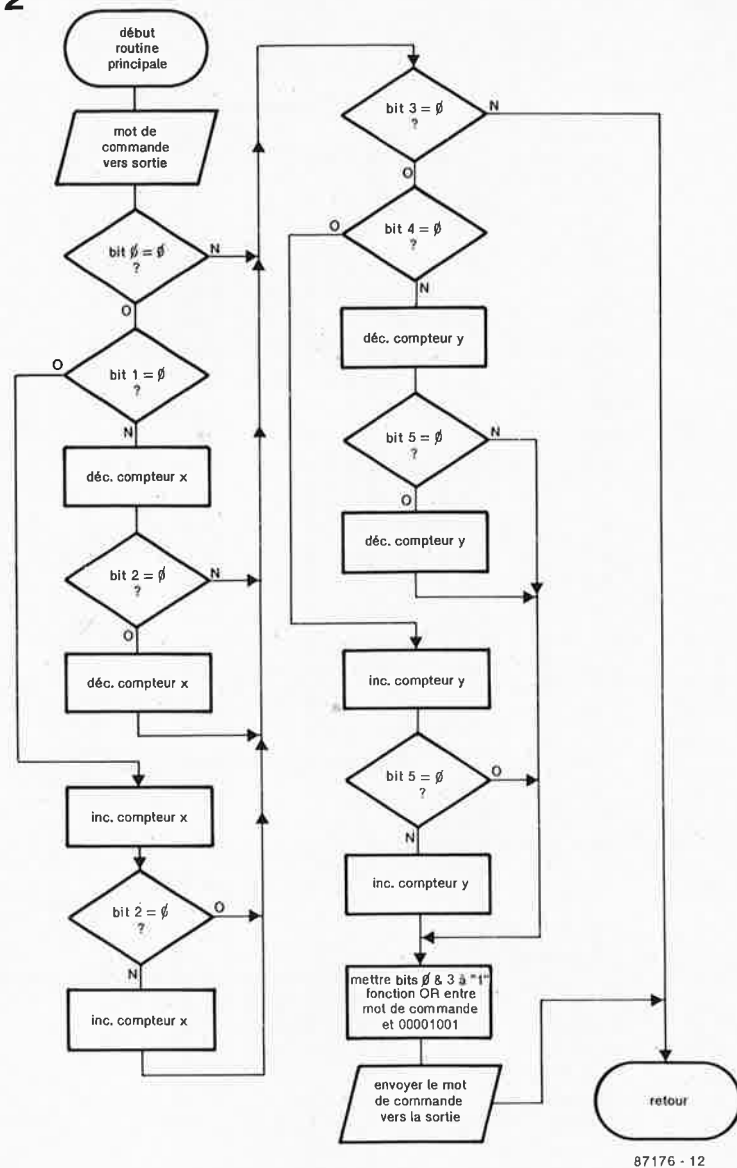 2
début
routine
principale
mot de
commande
vers sortie
bit ø = ø
?
N
O
bit 1 = ø
?
O
N
déc. compteur x
bit 2 = ø
?
N
O
déc. compteur x
inc. compteur x
bit 2 = ø
?
O
N
inc. compteur x
bit 3 = ø
?
N
O
bit 4 = ø
?
O
N
déc. compteur y
bit 5 = ø
?
N
O
déc. compteur y
inc. compteur y
bit 5 = ø
?
O
N
inc. compteur y
mettre bits ø & 3 à "1"
fonction OR entre
mot de commande
et 00001001
envoyer le mot
de commande
vers la sortie
retour
87176 - 12